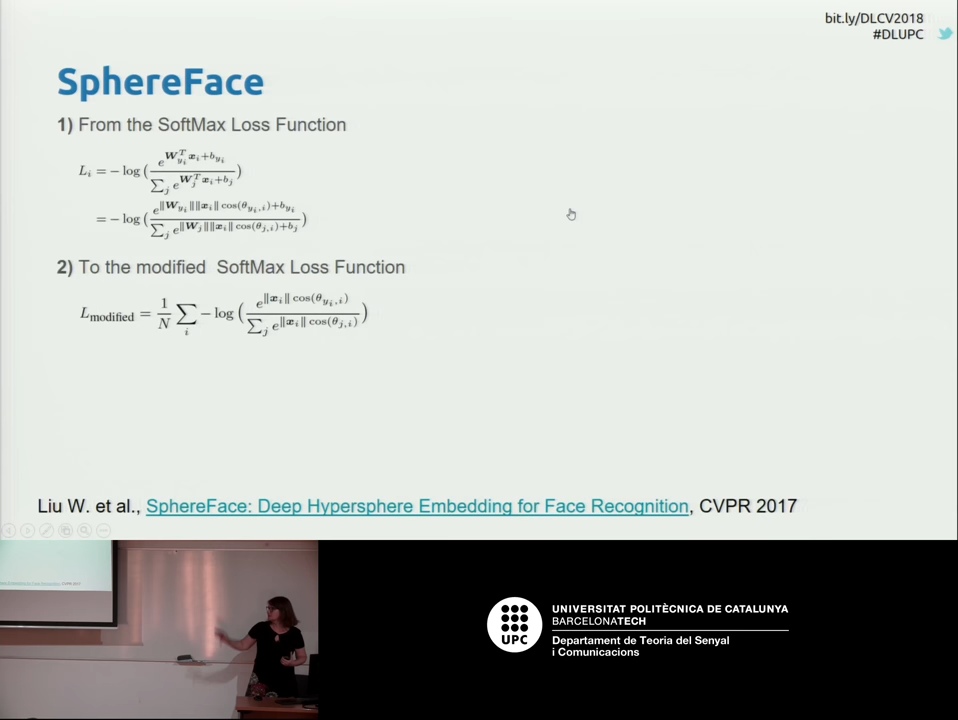 bit.ly/DLCV2018
#DLUPC
SphereFace
1) From the SoftMax Loss Function
L_i = − log( e^{W_{y_i}^T x_i + b_{y_i}} / ∑_j e^{W_j^T x_i + b_j} )
= − log( e^{‖W_{y_i}‖‖x_i‖ cos(θ_{y_i,i}) + b_{y_i}} / ∑_j e^{‖W_j‖‖x_i‖ cos(θ_{j,i}) + b_j} )
2) To the modified SoftMax Loss Function
L_modified = 1/N ∑_i − log( e^{‖x_i‖ cos(θ_{y_i,i})} / ∑_j e^{‖x_i‖ cos(θ_{j,i})} )
Liu W. et al., SphereFace: Deep Hypersphere Embedding for Face Recognition, CVPR 2017
UPC
UNIVERSITAT POLITÈCNICA DE CATALUNYA
BARCELONATECH
Departament de Teoria del Senyal
i Comunicacions